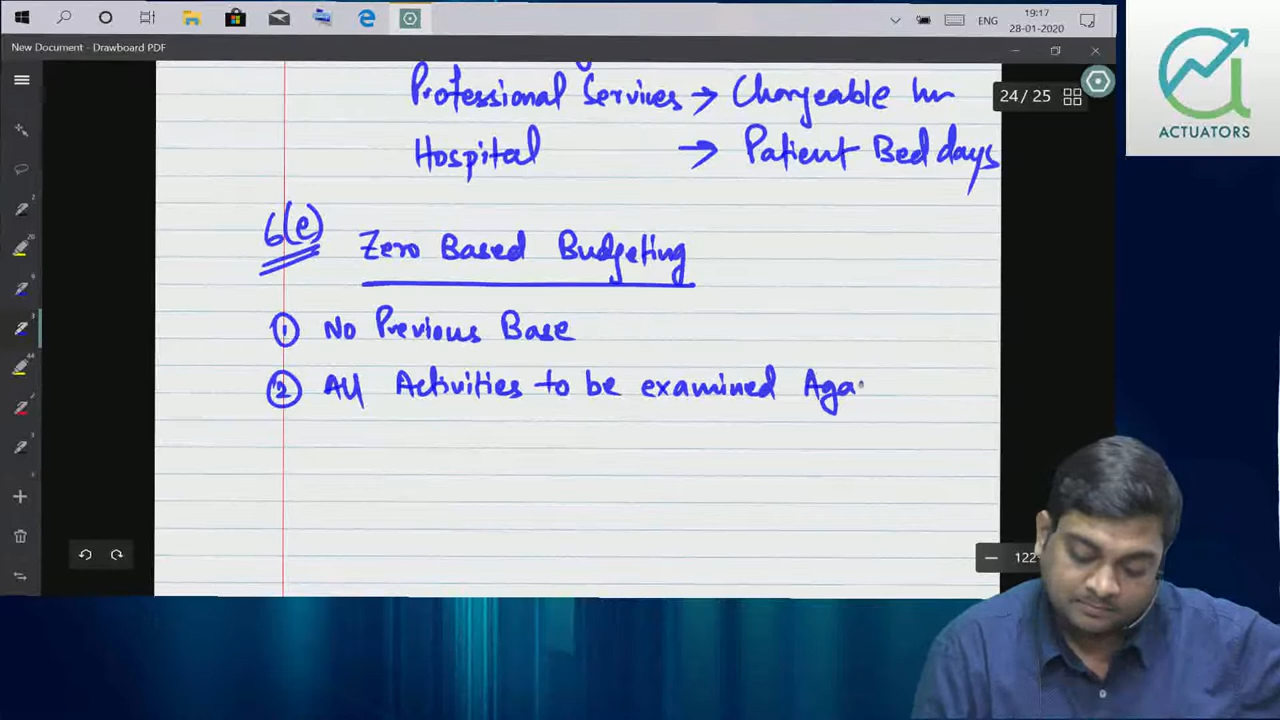 19:17
ENG
28-01-2020
New Document - Drawboard PDF
ACTUATORS
24 / 25
Professional Services → Chargeable hr
Hospital → Patient Bed days
6(e) Zero Based Budgeting
① No Previous Base
② All Activities to be examined Aga
122